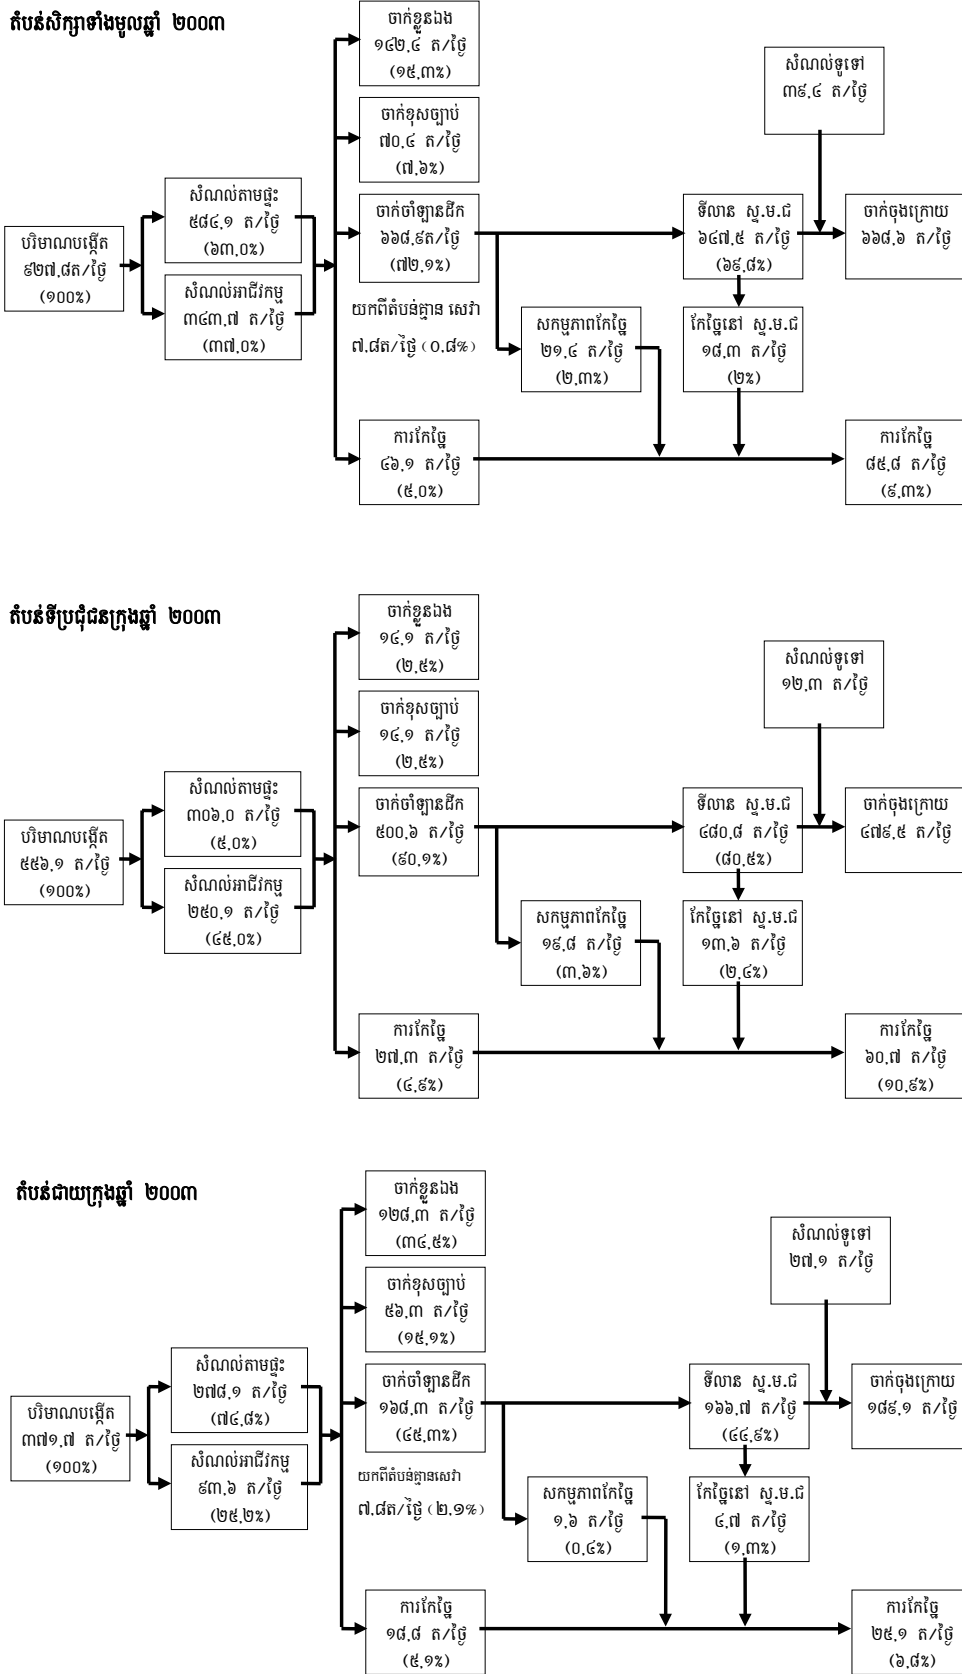 តំបន់សិក្សាទាំងមូលឆ្នាំ ២០០៣
ចាក់ខ្លួនឯង
១៤២,៤ ត/ថ្ងៃ
(១៥,៣%)
សំណល់ទូទៅ
៣៩,៤ ត/ថ្ងៃ
ចាក់ខុសច្បាប់
៧០,៤ ត/ថ្ងៃ
(៧,៦%)
បរិមាណបង្កើត
៩២៧,៨ត/ថ្ងៃ
(១០០%)
សំណល់តាមផ្ទះ
៥៨៤,១ ត/ថ្ងៃ
(៦៣,០%)
សំណល់អាជីវកម្ម
៣៤៣,៧ ត/ថ្ងៃ
(៣៧,០%)
ចាក់ចាំឡានដឹក
៦៦៨,៩ត/ថ្ងៃ
(៧២,១%)
យកពីតំបន់គ្មាន សេវា
៧,៨ត/ថ្ងៃ (០,៨%)
ទីលាន ស្ទ.ម.ជ
៦៤៧,៥ ត/ថ្ងៃ
(៦៩,៨%)
ចាក់ចុងក្រោយ
៦៦៨,៦ ត/ថ្ងៃ
សកម្មភាពកែច្នៃ
២១,៤ ត/ថ្ងៃ
(២,៣%)
កែច្នៃនៅ ស្ទ.ម.ជ
១៨,៣ ត/ថ្ងៃ
(២%)
ការកែច្នៃ
៤៦,១ ត/ថ្ងៃ
(៥,០%)
ការកែច្នៃ
៨៥,៨ ត/ថ្ងៃ
(៩,៣%)
តំបន់ទីប្រជុំជនក្រុងឆ្នាំ ២០០៣
ចាក់ខ្លួនឯង
១៤,១ ត/ថ្ងៃ
(២,៥%)
សំណល់ទូទៅ
១២,៣ ត/ថ្ងៃ
ចាក់ខុសច្បាប់
១៤,១ ត/ថ្ងៃ
(២,៥%)
បរិមាណបង្កើត
៥៥៦,១ ត/ថ្ងៃ
(១០០%)
សំណល់តាមផ្ទះ
៣០៦,០ ត/ថ្ងៃ
(៥,០%)
សំណល់អាជីវកម្ម
២៥០,១ ត/ថ្ងៃ
(៤៥,០%)
ចាក់ចាំឡានដឹក
៥០០,៦ ត/ថ្ងៃ
(៩០,១%)
ទីលាន ស្ទ.ម.ជ
៤៨០,៨ ត/ថ្ងៃ
(៨០,៥%)
ចាក់ចុងក្រោយ
៤៧៩,៥ ត/ថ្ងៃ
សកម្មភាពកែច្នៃ
១៩,៨ ត/ថ្ងៃ
(៣,៦%)
កែច្នៃនៅ ស្ទ.ម.ជ
១៣,៦ ត/ថ្ងៃ
(២,៤%)
ការកែច្នៃ
២៧,៣ ត/ថ្ងៃ
(៤,៩%)
ការកែច្នៃ
៦០,៧ ត/ថ្ងៃ
(១០,៩%)
តំបន់ជាយក្រុងឆ្នាំ ២០០៣
ចាក់ខ្លួនឯង
១២៨,៣ ត/ថ្ងៃ
(៣៤,៥%)
សំណល់ទូទៅ
២៧,១ ត/ថ្ងៃ
ចាក់ខុសច្បាប់
៥៦,៣ ត/ថ្ងៃ
(១៥,១%)
បរិមាណបង្កើត
៣៧១,៧ ត/ថ្ងៃ
(១០០%)
សំណល់តាមផ្ទះ
២៧៨,១ ត/ថ្ងៃ
(៧៤,៨%)
សំណល់អាជីវកម្ម
៩៣,៦ ត/ថ្ងៃ
(២៥,២%)
ចាក់ចាំឡានដឹក
១៦៨,៣ ត/ថ្ងៃ
(៤៥,៣%)
យកពីតំបន់គ្មានសេវា
៧,៨ត/ថ្ងៃ (២,១%)
ទីលាន ស្ទ.ម.ជ
១៦៦,៧ ត/ថ្ងៃ
(៤៤,៩%)
ចាក់ចុងក្រោយ
១៨៩,១ ត/ថ្ងៃ
សកម្មភាពកែច្នៃ
១,៦ ត/ថ្ងៃ
(០,៤%)
កែច្នៃនៅ ស្ទ.ម.ជ
៤,៧ ត/ថ្ងៃ
(១,៣%)
ការកែច្នៃ
១៨,៨ ត/ថ្ងៃ
(៥,១%)
ការកែច្នៃ
២៥,១ ត/ថ្ងៃ
(៦,៨%)